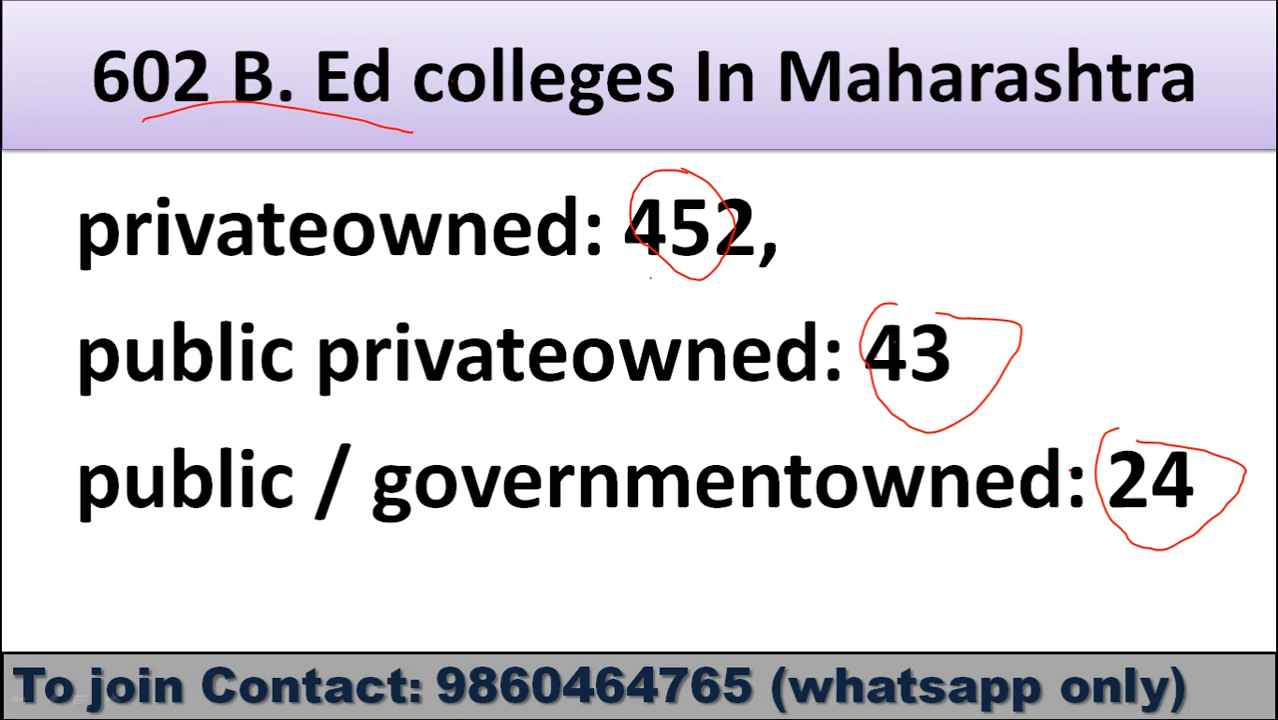 602 B. Ed colleges In Maharashtra
privateowned: 452,
public privateowned: 43
public / governmentowned: 24
To join Contact: 9860464765 (whatsapp only)